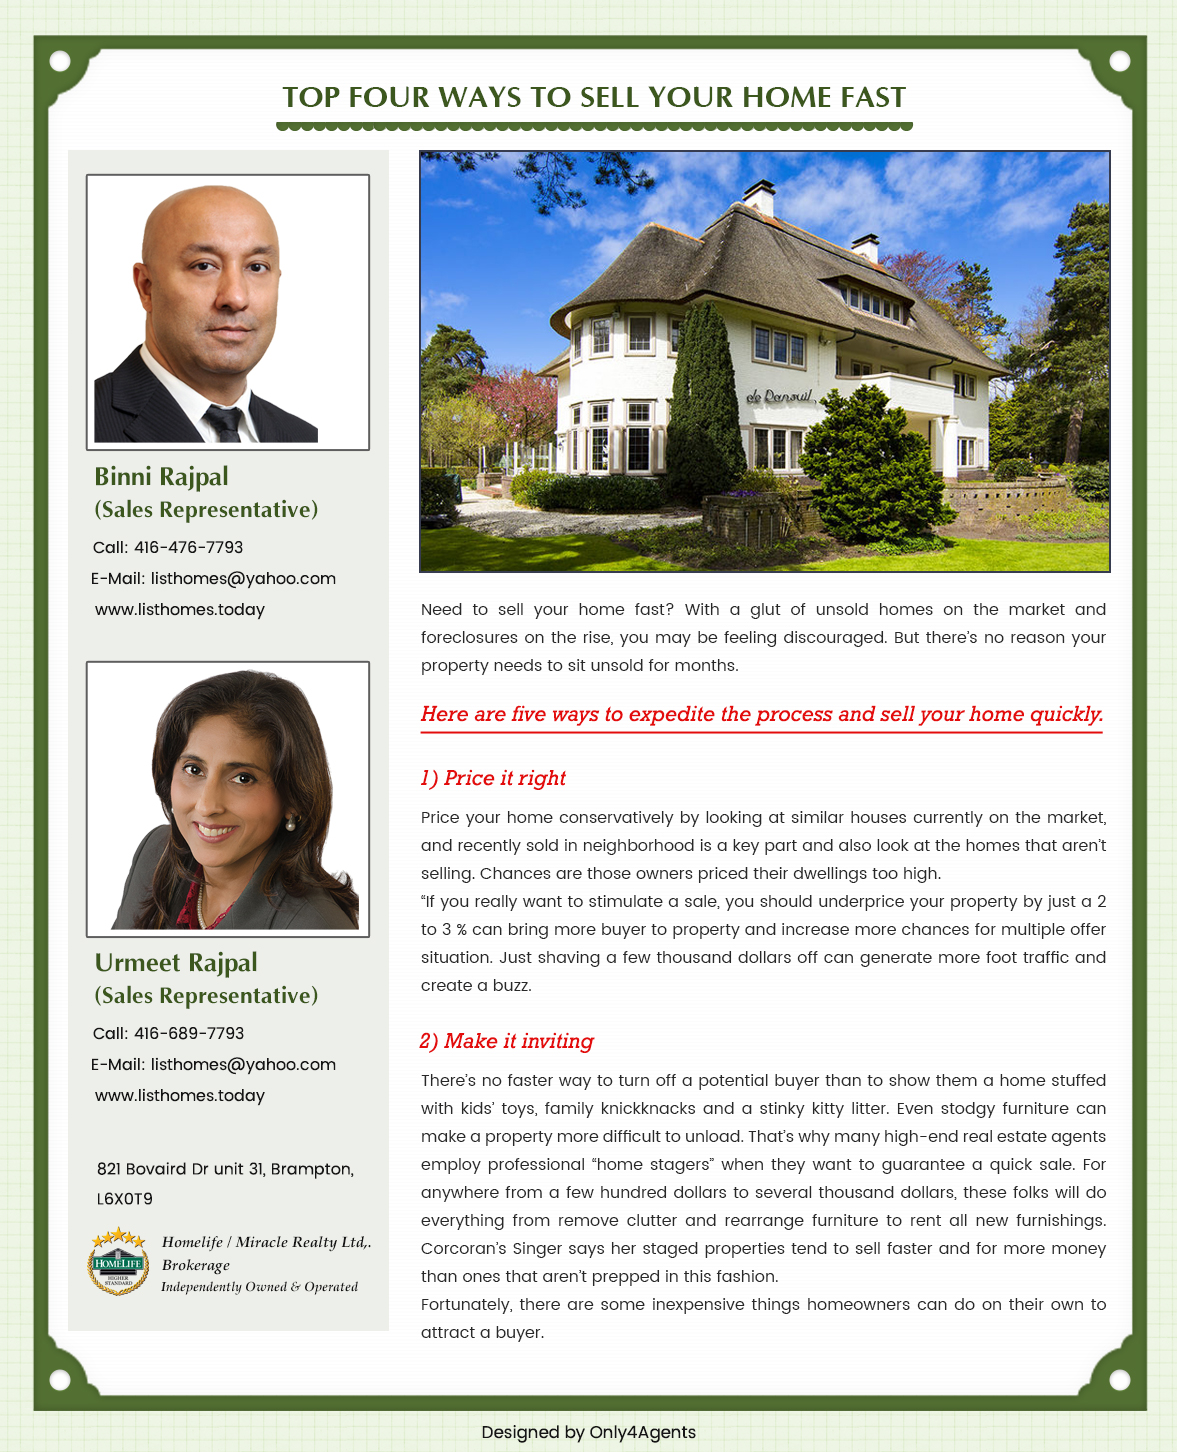 TOP FOUR WAYS TO SELL YOUR HOME FAST
Binni Rajpal
(Sales Representative)
Call: 416-476-7793
E-Mail: listhomes@yahoo.com
www.listhomes.today
Urmeet Rajpal
(Sales Representative)
Call: 416-689-7793
E-Mail: listhomes@yahoo.com
www.listhomes.today
821 Bovaird Dr unit 31, Brampton,
L6X0T9
HOMELIFE
HIGHER
STANDARD
Homelife / Miracle Realty Ltd,.
Brokerage
Independently Owned & Operated
Need to sell your home fast? With a glut of unsold homes on the market and
foreclosures on the rise, you may be feeling discouraged. But there's no reason your
property needs to sit unsold for months.
Here are five ways to expedite the process and sell your home quickly.
1) Price it right
Price your home conservatively by looking at similar houses currently on the market,
and recently sold in neighborhood is a key part and also look at the homes that aren't
selling. Chances are those owners priced their dwellings too high.
“If you really want to stimulate a sale, you should underprice your property by just a 2
to 3 % can bring more buyer to property and increase more chances for multiple offer
situation. Just shaving a few thousand dollars off can generate more foot traffic and
create a buzz.
2) Make it inviting
There's no faster way to turn off a potential buyer than to show them a home stuffed
with kids' toys, family knickknacks and a stinky kitty litter. Even stodgy furniture can
make a property more difficult to unload. That's why many high-end real estate agents
employ professional “home stagers” when they want to guarantee a quick sale. For
anywhere from a few hundred dollars to several thousand dollars, these folks will do
everything from remove clutter and rearrange furniture to rent all new furnishings.
Corcoran's Singer says her staged properties tend to sell faster and for more money
than ones that aren't prepped in this fashion.
Fortunately, there are some inexpensive things homeowners can do on their own to
attract a buyer.
Designed by Only4Agents